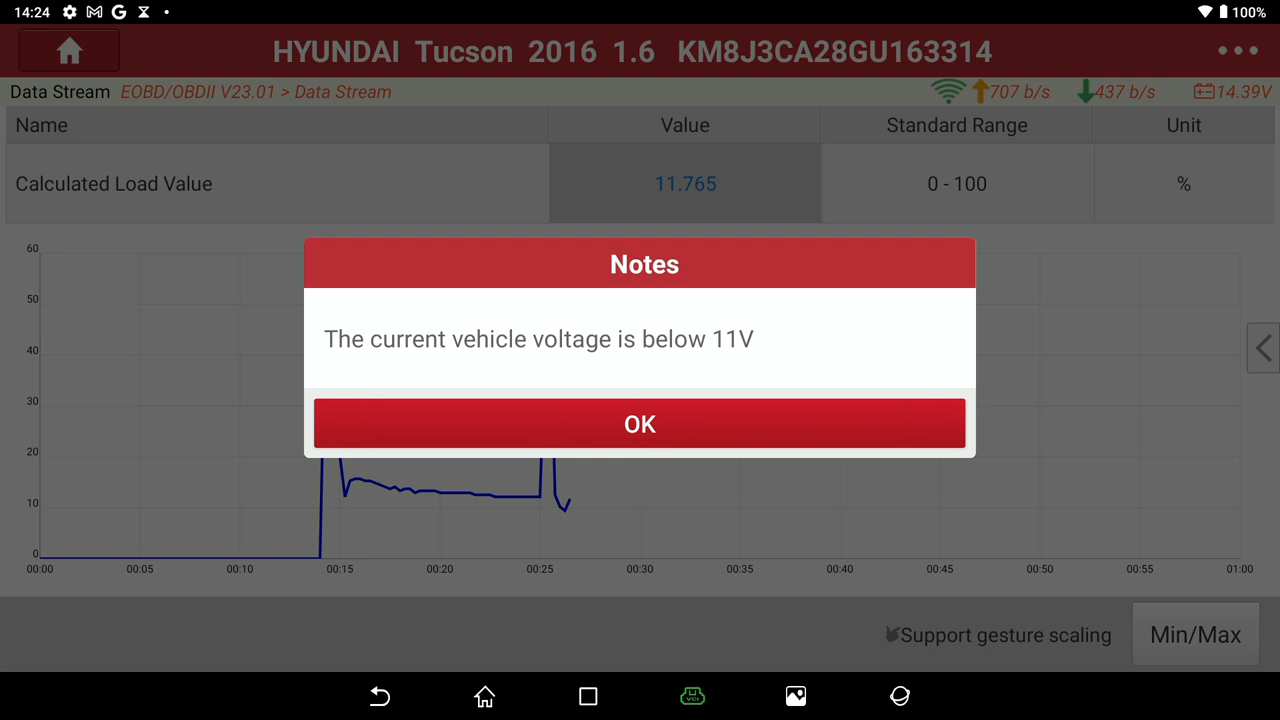 14:24 G 100%
HYUNDAI Tucson 2016 1.6 KM8J3CA28GU163314
Data Stream EOBD/OBDII V23.01 > Data Stream 707 b/s 437 b/s 14.39V
Name Value Standard Range Unit
Calculated Load Value 11.765 0 - 100 %
Notes
The current vehicle voltage is below 11V
OK
60
50
40
30
20
10
0
00:00 00:05 00:10 00:15 00:20 00:25 00:30 00:35 00:40 00:45 00:50 00:55 01:00
Support gesture scaling Min/Max
VCI